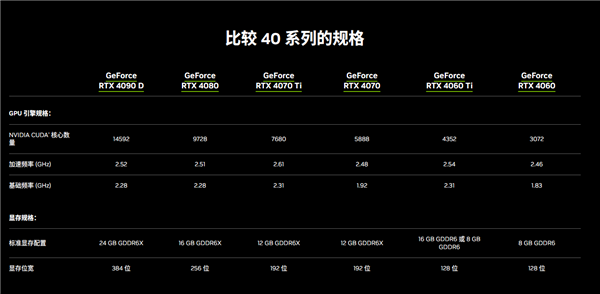 比较 40 系列的规格
GeForce RTX 4090 D GeForce RTX 4080 GeForce RTX 4070 Ti GeForce RTX 4070 GeForce RTX 4060 Ti GeForce RTX 4060
GPU 引擎规格：
NVIDIA CUDA® 核心数量 14592 9728 7680 5888 4352 3072
加速频率 (GHz) 2.52 2.51 2.61 2.48 2.54 2.46
基础频率 (GHz) 2.28 2.28 2.31 1.92 2.31 1.83
显存规格：
标准显存配置 24 GB GDDR6X 16 GB GDDR6X 12 GB GDDR6X 12 GB GDDR6X 16 GB GDDR6 或 8 GB GDDR6 8 GB GDDR6
显存位宽 384 位 256 位 192 位 192 位 128 位 128 位